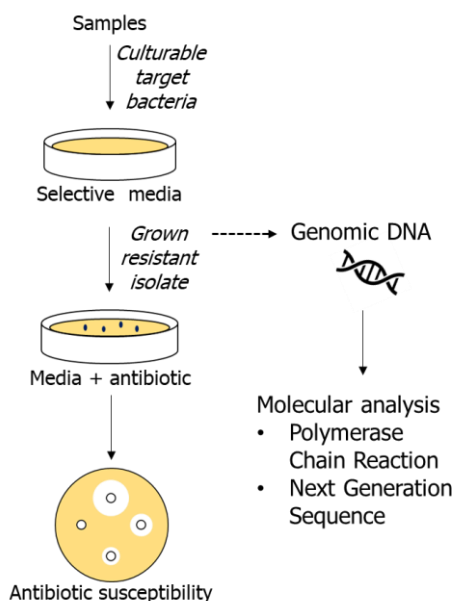 Samples
Culturable
target
bacteria
Selective media
Grown
resistant
isolate
Media + antibiotic
Antibiotic susceptibility
Genomic DNA
Molecular analysis
• Polymerase
Chain Reaction
• Next Generation
Sequence